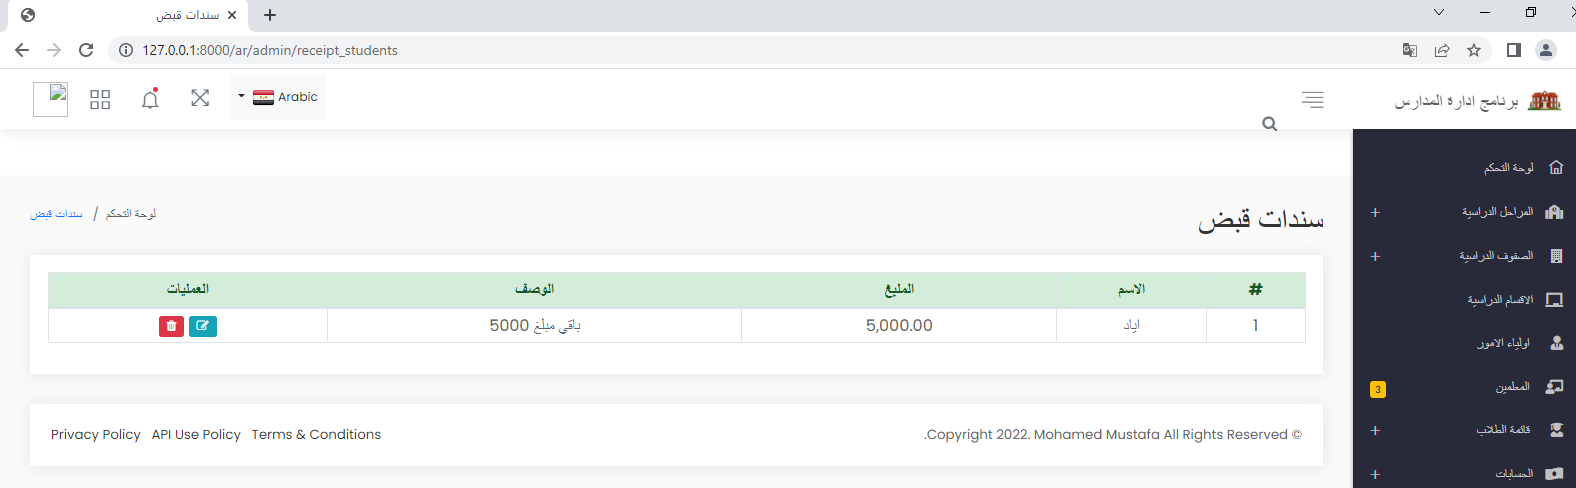 سندات قبض
127.0.0.1:8000/ar/admin/receipt_students
برنامج ادارة المدارس
Arabic
لوحة التحكم
المراحل الدراسية +
الصفوف الدراسية +
الاقسام الدراسية
اولياء الامور
المعلمين 3
قائمة الطلاب +
الحسابات +
سندات قبض
لوحة التحكم / سندات قبض
# الاسم الملبغ الوصف العمليات
1 اياد 5,000.00 باقي مبلغ 5000
.Copyright 2022. Mohamed Mustafa All Rights Reserved ©
Privacy Policy API Use Policy Terms & Conditions